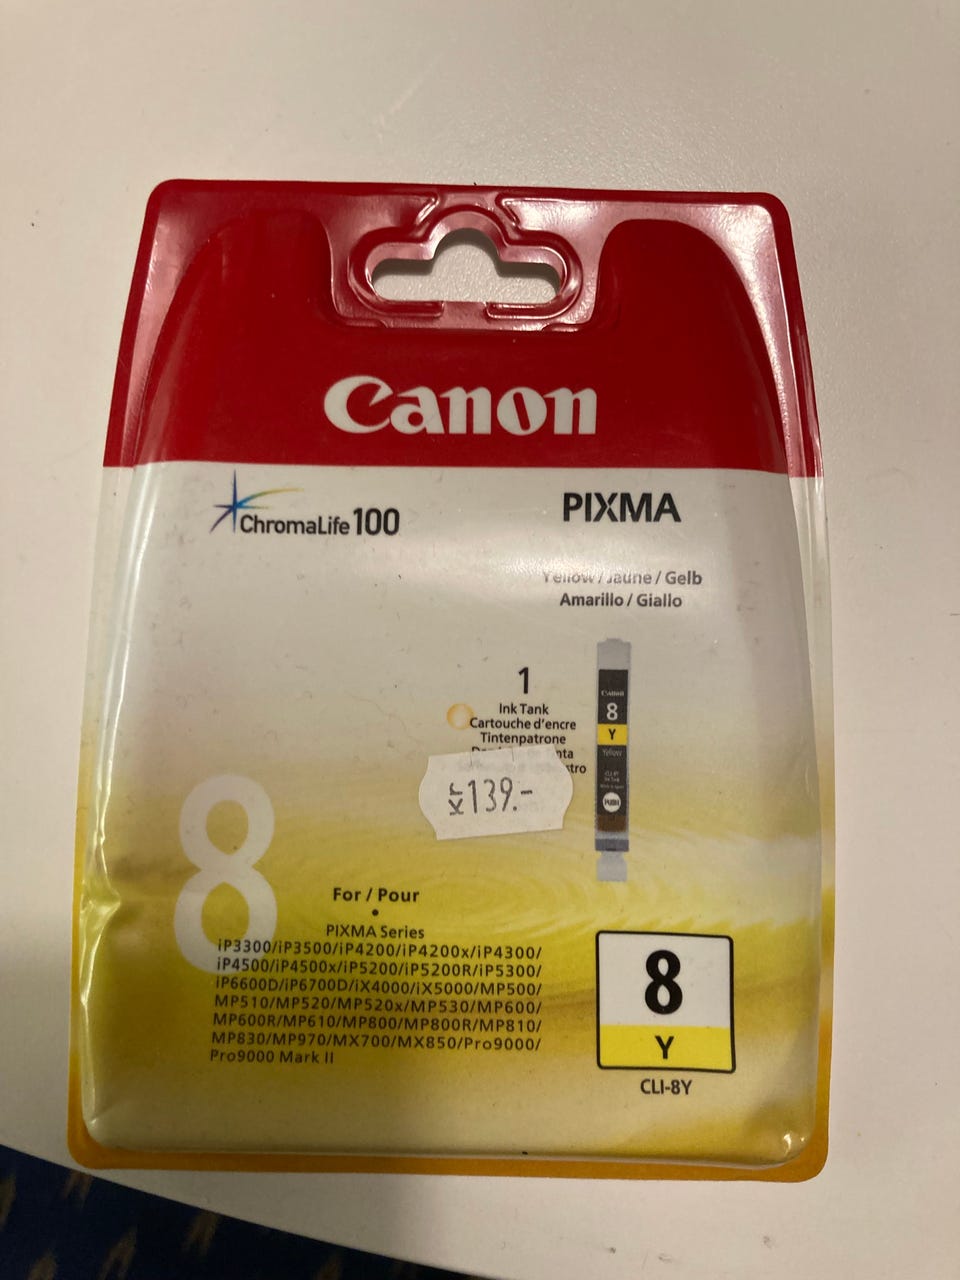 Canon
ChromaLife100
PIXMA
Yellow / Jaune / Gelb
Amarillo / Giallo
1
Ink Tank
Cartouche d'encre
Tintenpatrone
Canon
8
Y
Yellow
PUSH
kr 139.-
8
For / Pour
•
PIXMA Series
iP3300/iP3500/iP4200/iP4200x/iP4300/
iP4500/iP4500x/iP5200/iP5200R/iP5300/
iP6600D/iP6700D/iX4000/iX5000/MP500/
MP510/MP520/MP520x/MP530/MP600/
MP600R/MP610/MP800/MP800R/MP810/
MP830/MP970/MX700/MX850/Pro9000/
Pro9000 Mark II
8
Y
CLI-8Y